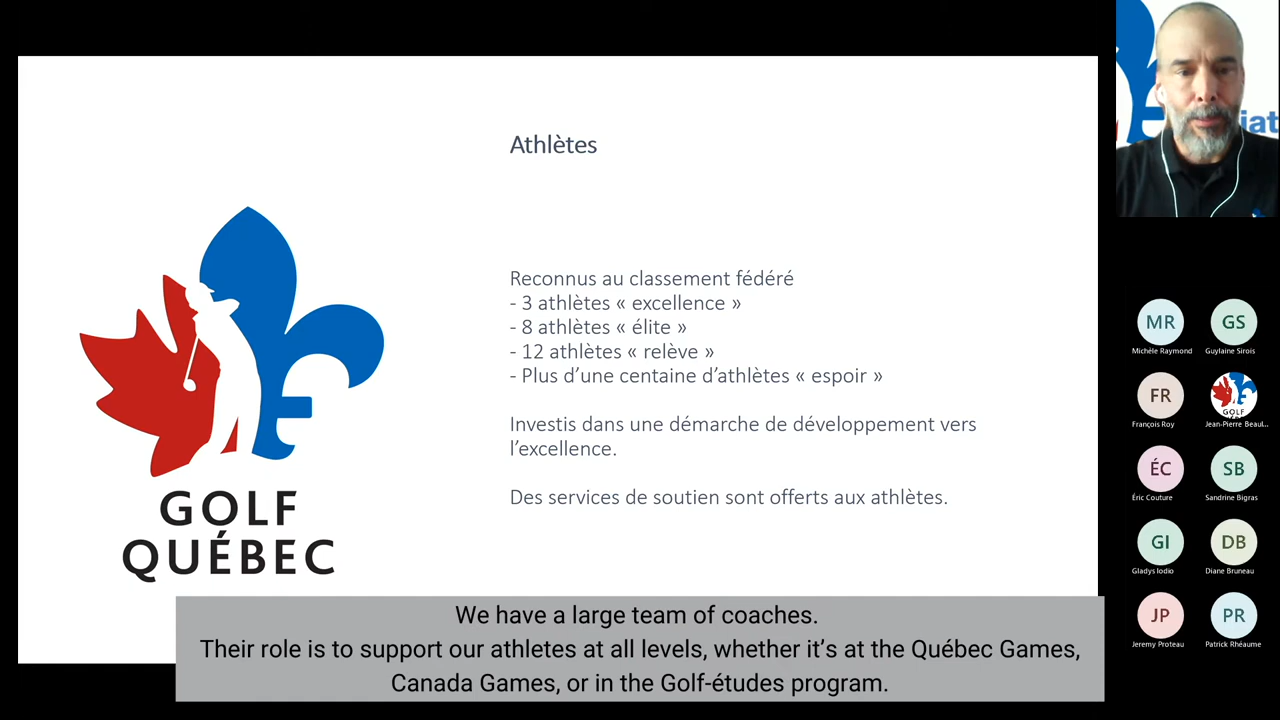 Athlètes
Reconnus au classement fédéré
- 3 athlètes « excellence »
- 8 athlètes « élite »
- 12 athlètes « relève »
- Plus d’une centaine d’athlètes « espoir »
Investis dans une démarche de développement vers
l’excellence.
Des services de soutien sont offerts aux athlètes.
GOLF
QUÉBEC
We have a large team of coaches.
Their role is to support our athletes at all levels, whether it’s at the Québec Games,
Canada Games, or in the Golf-études program.
iat
MR
GS
Michèle Raymond
Guylaine Sirois
FR
GOLF
François Roy
Jean-Pierre Beaul...
ÉC
SB
Éric Couture
Sandrine Bigras
GI
DB
Gladys Iodio
Diane Bruneau
JP
PR
Jeremy Proteau
Patrick Rhéaume